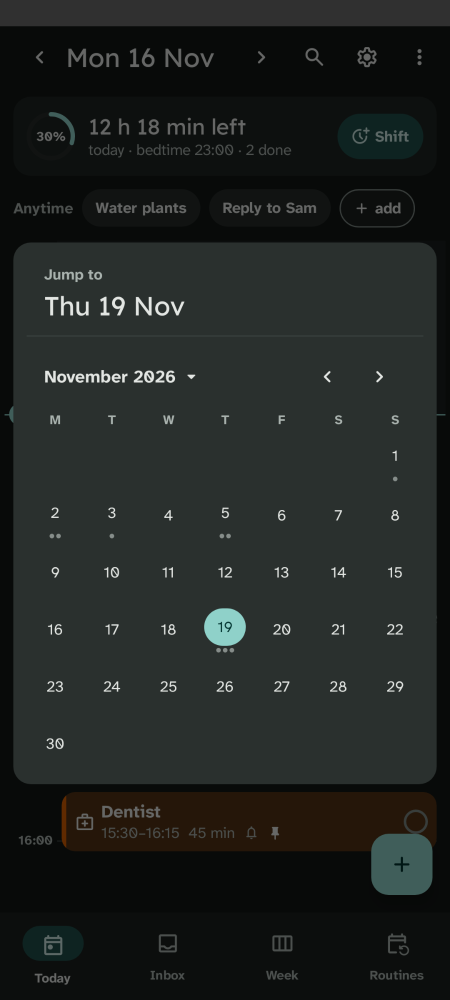 Mon 16 Nov
30%
12 h 18 min left
today · bedtime 23:00 · 2 done
Shift
Anytime
Water plants
Reply to Sam
+ add
Jump to
Thu 19 Nov
November 2026
M T W T F S S
1
2 3 4 5 6 7 8
9 10 11 12 13 14 15
16 17 18 19 20 21 22
23 24 25 26 27 28 29
30
Dentist
15:30–16:15 45 min
16:00
Today
Inbox
Week
Routines